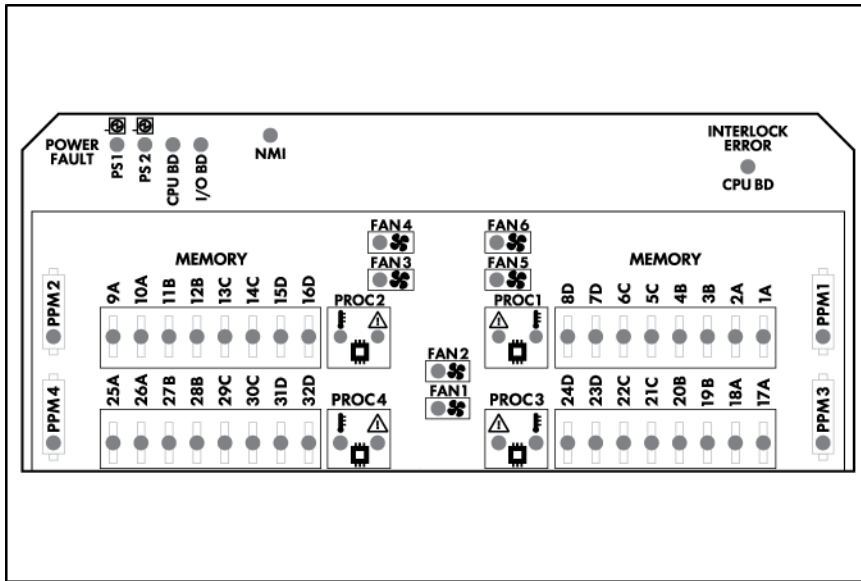 POWER FAULT
PS1
PS2
CPU BD
I/O BD
NMI
INTERLOCK ERROR
CPU BD
FAN4
FAN6
MEMORY
FAN3
FAN5
MEMORY
PPM2
9A
10A
11B
12B
13C
14C
15D
16D
PROC2
PROC1
8D
7D
6C
5C
4B
3B
2A
1A
PPM1
FAN2
FAN1
PPM4
25A
26A
27B
28B
29C
30C
31D
32D
PROC4
PROC3
24D
23D
22C
21C
20B
19B
18A
17A
PPM3